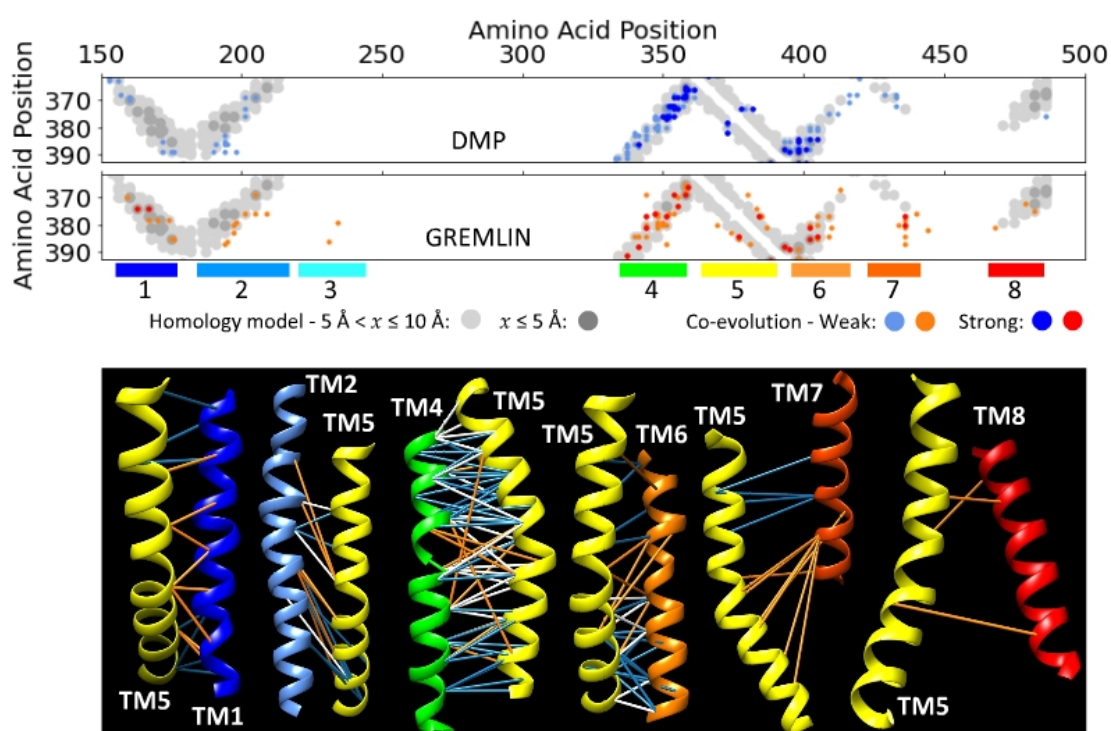 Amino Acid Position
150 200 250 300 350 400 450 500
Amino Acid Position
370
380
390
DMP
370
380
390
GREMLIN
1 2 3 4 5 6 7 8
Homology model - 5 Å < x ≤ 10 Å: x ≤ 5 Å: Co-evolution - Weak: Strong:
TM2
TM5
TM4
TM5
TM5
TM6
TM5
TM7
TM8
TM5
TM1
TM5